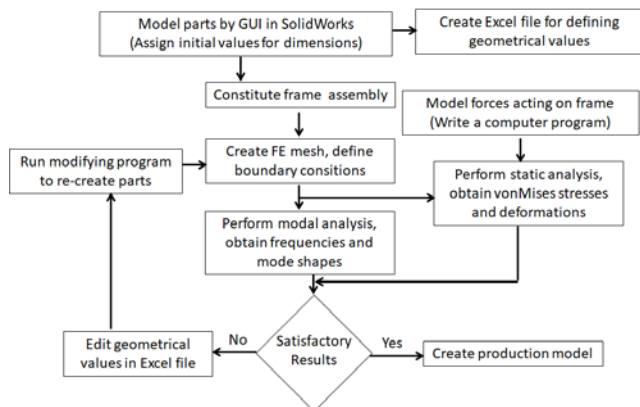 Model parts by GUI in SolidWorks
(Assign initial values for dimensions)
Create Excel file for defining
geometrical values
Constitute frame assembly
Model forces acting on frame
(Write a computer program)
Run modifying program
to re-create parts
Create FE mesh, define
boundary consitions
Perform static analysis,
obtain vonMises stresses
and deformations
Perform modal analysis,
obtain frequencies and
mode shapes
Edit geometrical
values in Excel file
No
Satisfactory
Results
Yes
Create production model